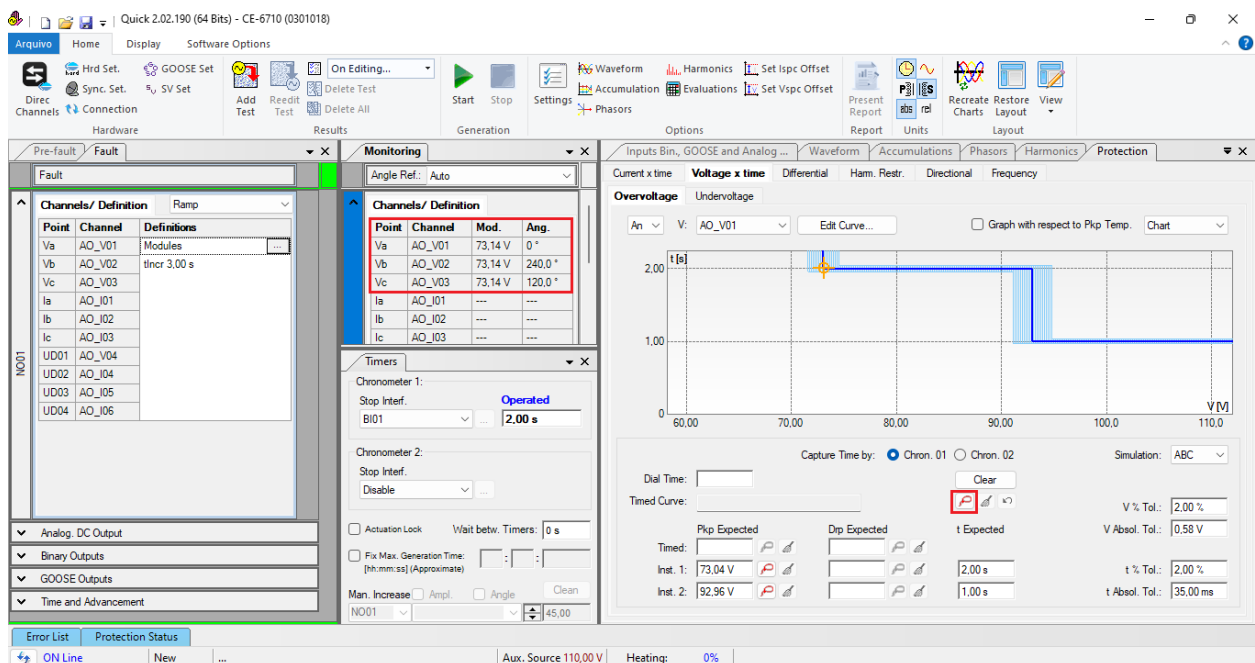 Quick 2.02.190 (64 Bits) - CE-6710 (0301018)
Arquivo Home Display Software Options
Direc Channels
Hrd Set.
Sync. Set.
Connection
GOOSE Set
SV Set
Hardware
Add Test
Reedit Test
On Editing...
Delete Test
Delete All
Results
Start
Stop
Generation
Settings
Waveform
Accumulation
Phasors
Harmonics
Evaluations
Set Ispc Offset
Set Vspc Offset
Options
Present Report
Report
abs rel
Units
Recreate Charts
Restore Layout
View
Layout
Pre-fault Fault
Fault
NO01
Channels/ Definition Ramp
Point Channel Definitions
Va AO_V01 Modules ...
Vb AO_V02 tIncr 3,00 s
Vc AO_V03
Ia AO_I01
Ib AO_I02
Ic AO_I03
UD01 AO_V04
UD02 AO_I04
UD03 AO_I05
UD04 AO_I06
Analog. DC Output
Binary Outputs
GOOSE Outputs
Time and Advancement
Monitoring
Angle Ref.: Auto
Channels/ Definition
Point Channel Mod. Ang.
Va AO_V01 73,14 V 0 °
Vb AO_V02 73,14 V 240,0 °
Vc AO_V03 73,14 V 120,0 °
Ia AO_I01 --- ---
Ib AO_I02 --- ---
Ic AO_I03 --- ---
Timers
Chronometer 1:
Stop Interf. Operated
BI01 ... 2,00 s
Chronometer 2:
Stop Interf.
Disable ...
Actuation Lock Wait betw. Timers: 0 s
Fix Max. Generation Time: : :
[hh:mm:ss] (Approximate)
Clean
Man. Increase Ampl. Angle
NO01 45,00
Inputs Bin., GOOSE and Analog ... Waveform Accumulations Phasors Harmonics Protection
Current x time Voltage x time Differential Harm. Restr. Directional Frequency
Overvoltage Undervoltage
An V: AO_V01 Edit Curve... Graph with respect to Pkp Temp. Chart
t [s]
2,00
1,00
0
60,00 70,00 80,00 90,00 100,0 110,0
V [V]
Capture Time by: Chron. 01 Chron. 02 Simulation: ABC
Dial Time: Clear
Timed Curve: V % Tol.: 2,00 %
Pkp Expected Drp Expected t Expected V Absol. Tol.: 0,58 V
Timed:
Inst. 1: 73,04 V 2,00 s t % Tol.: 2,00 %
Inst. 2: 92,96 V 1,00 s t Absol. Tol.: 35,00 ms
Error List Protection Status
ON Line New ... Aux. Source 110,00 V Heating: 0%